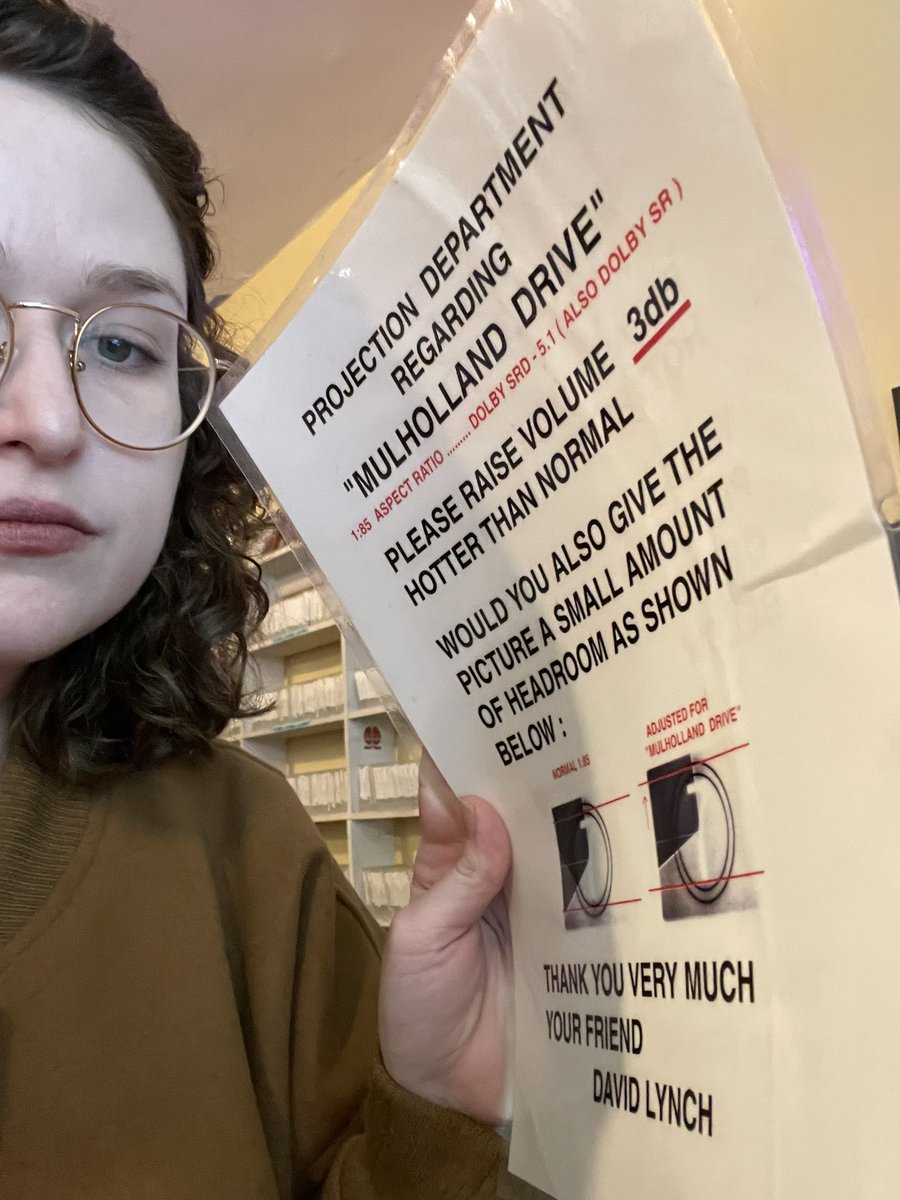 PROJECTION DEPARTMENT
REGARDING
"MULHOLLAND DRIVE"
1:85 ASPECT RATIO ......... DOLBY SRD - 5.1 ( ALSO DOLBY SR )
PLEASE RAISE VOLUME 3db
HOTTER THAN NORMAL
WOULD YOU ALSO GIVE THE
PICTURE A SMALL AMOUNT
OF HEADROOM AS SHOWN
BELOW :
NORMAL 1:85
ADJUSTED FOR
"MULHOLLAND DRIVE"
1
1
THANK YOU VERY MUCH
YOUR FRIEND
DAVID LYNCH